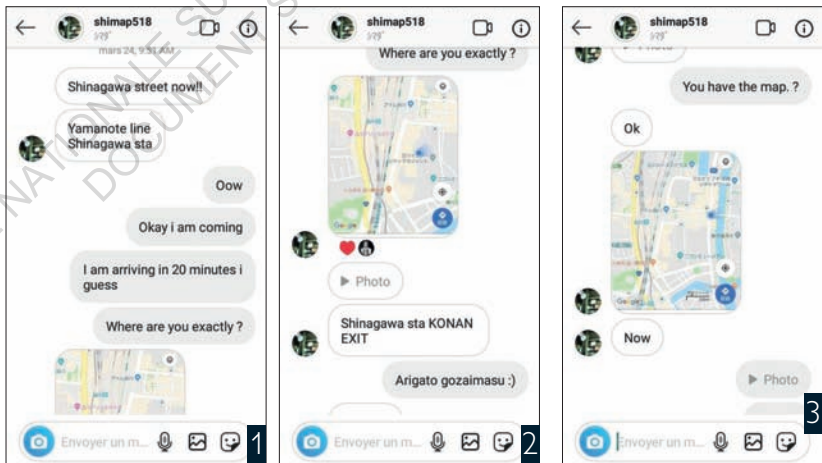 shimap518
mars 24, 9:51 AM
Shinagawa street now!!
Yamanote line
Shinagawa sta
Oow
Okay i am coming
I am arriving in 20 minutes i
guess
Where are you exactly ?
Envoyer un m...
1
shimap518
Where are you exactly ?
Google
Photo
Shinagawa sta KONAN
EXIT
Arigato gozaimasu :)
Envoyer un m...
2
shimap518
Photo
You have the map. ?
Ok
Google
Now
Photo
Envoyer un m...
3